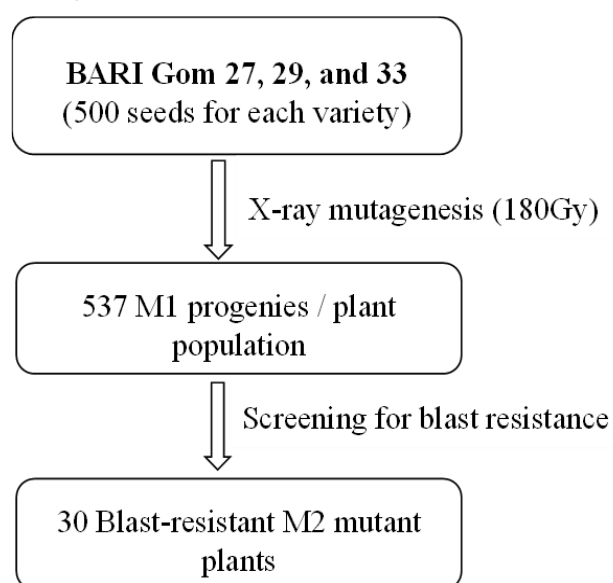 BARI Gom 27, 29, and 33
(500 seeds for each variety)
X-ray mutagenesis (180Gy)
537 M1 progenies / plant
population
Screening for blast resistance
30 Blast-resistant M2 mutant
plants